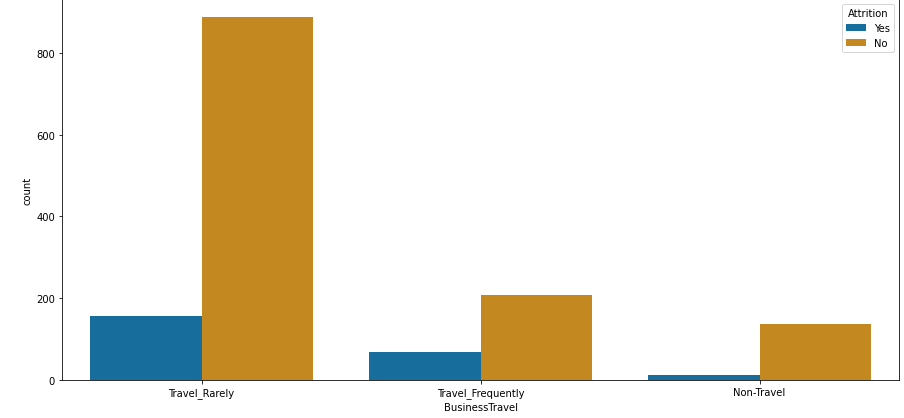 Attrition
Yes
No
800
600
400
200
0
count
Travel_Rarely
Travel_Frequently
Non-Travel
BusinessTravel